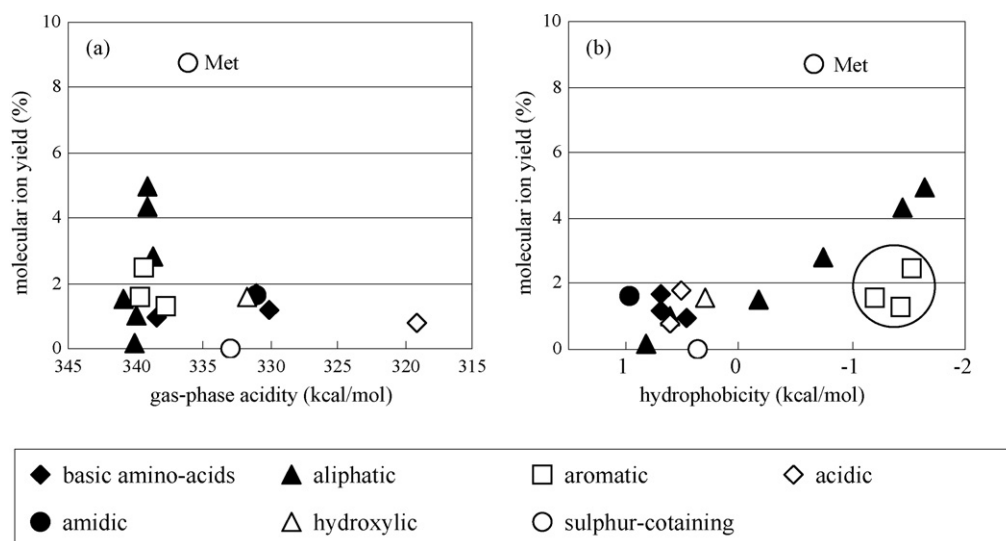 10
(a)
Met
8
6
4
2
0
345
340
335
330
325
320
315
molecular ion yield (%)
gas-phase acidity (kcal/mol)
10
(b)
Met
8
6
4
2
0
1
0
-1
-2
molecular ion yield (%)
hydrophobicity (kcal/mol)
basic amino-acids
aliphatic
aromatic
acidic
amidic
hydroxylic
sulphur-cotaining